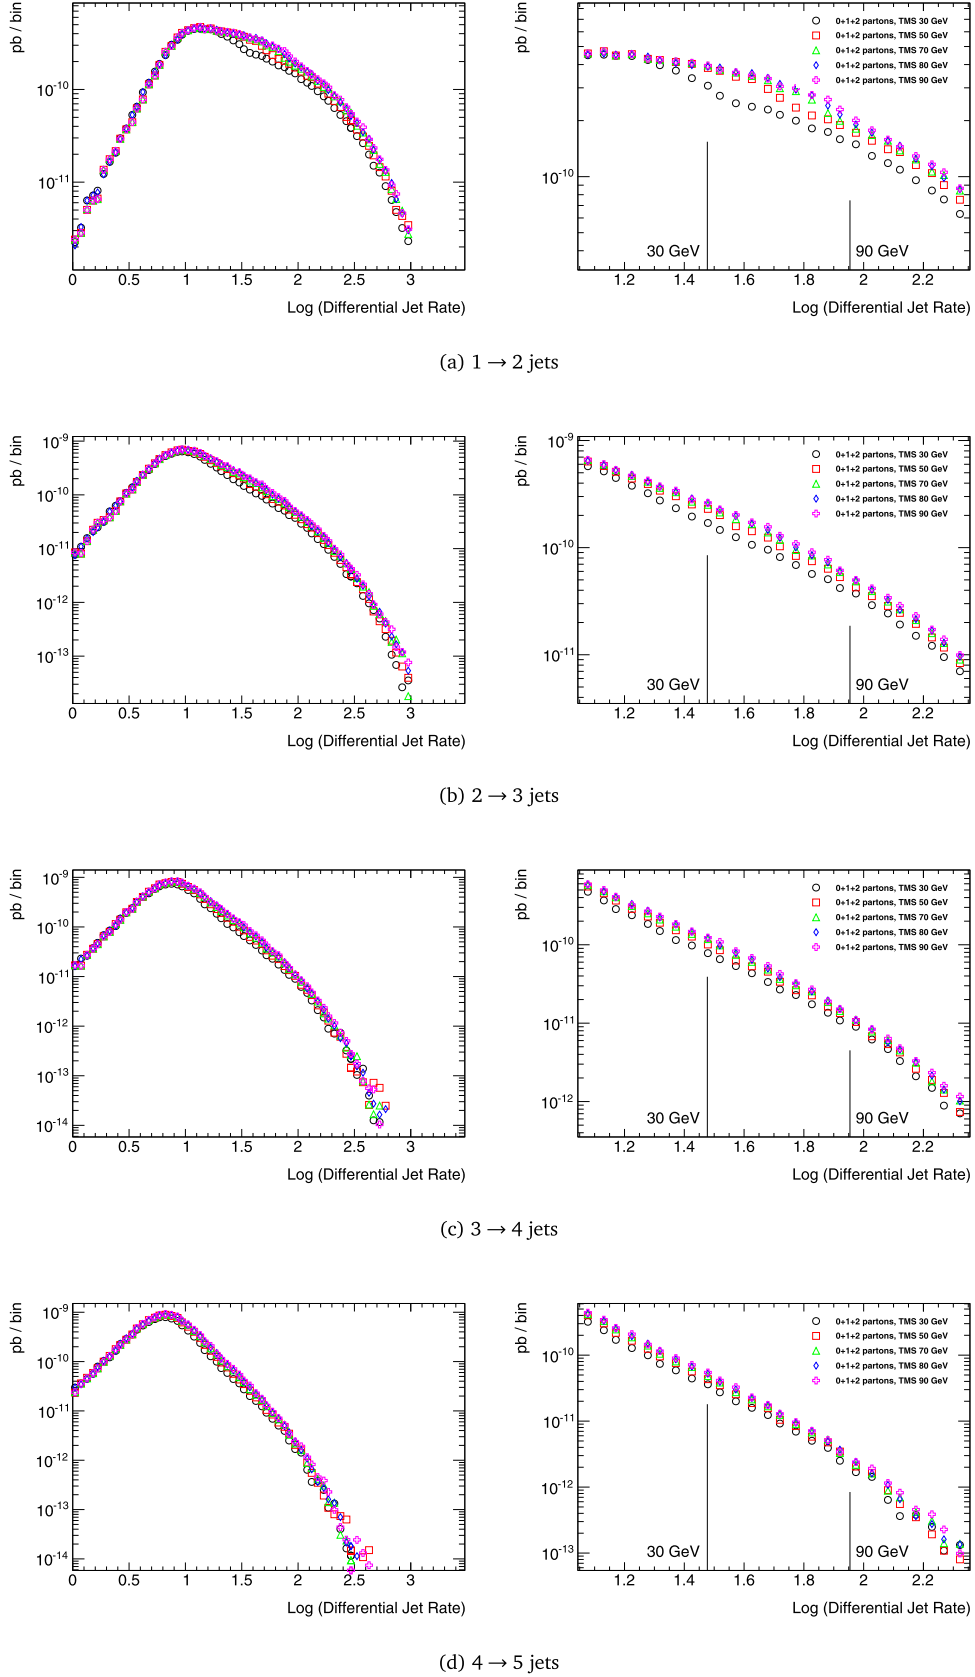 pb / bin
10⁻¹⁰
10⁻¹¹
0 0.5 1 1.5 2 2.5 3
Log (Differential Jet Rate)
pb / bin
0+1+2 partons, TMS 30 GeV
0+1+2 partons, TMS 50 GeV
0+1+2 partons, TMS 70 GeV
0+1+2 partons, TMS 80 GeV
0+1+2 partons, TMS 90 GeV
10⁻¹⁰
30 GeV
90 GeV
1.2 1.4 1.6 1.8 2 2.2
Log (Differential Jet Rate)
(a) 1 → 2 jets
pb / bin
10⁻⁹
10⁻¹⁰
10⁻¹¹
10⁻¹²
10⁻¹³
0 0.5 1 1.5 2 2.5 3
Log (Differential Jet Rate)
pb / bin
10⁻⁹
0+1+2 partons, TMS 30 GeV
0+1+2 partons, TMS 50 GeV
0+1+2 partons, TMS 70 GeV
0+1+2 partons, TMS 80 GeV
0+1+2 partons, TMS 90 GeV
10⁻¹⁰
10⁻¹¹
30 GeV
90 GeV
1.2 1.4 1.6 1.8 2 2.2
Log (Differential Jet Rate)
(b) 2 → 3 jets
pb / bin
10⁻⁹
10⁻¹⁰
10⁻¹¹
10⁻¹²
10⁻¹³
10⁻¹⁴
0 0.5 1 1.5 2 2.5 3
Log (Differential Jet Rate)
pb / bin
0+1+2 partons, TMS 30 GeV
0+1+2 partons, TMS 50 GeV
0+1+2 partons, TMS 70 GeV
0+1+2 partons, TMS 80 GeV
0+1+2 partons, TMS 90 GeV
10⁻¹⁰
10⁻¹¹
10⁻¹²
30 GeV
90 GeV
1.2 1.4 1.6 1.8 2 2.2
Log (Differential Jet Rate)
(c) 3 → 4 jets
pb / bin
10⁻⁹
10⁻¹⁰
10⁻¹¹
10⁻¹²
10⁻¹³
10⁻¹⁴
0 0.5 1 1.5 2 2.5 3
Log (Differential Jet Rate)
pb / bin
0+1+2 partons, TMS 30 GeV
0+1+2 partons, TMS 50 GeV
0+1+2 partons, TMS 70 GeV
0+1+2 partons, TMS 80 GeV
0+1+2 partons, TMS 90 GeV
10⁻¹⁰
10⁻¹¹
10⁻¹²
10⁻¹³
30 GeV
90 GeV
1.2 1.4 1.6 1.8 2 2.2
Log (Differential Jet Rate)
(d) 4 → 5 jets